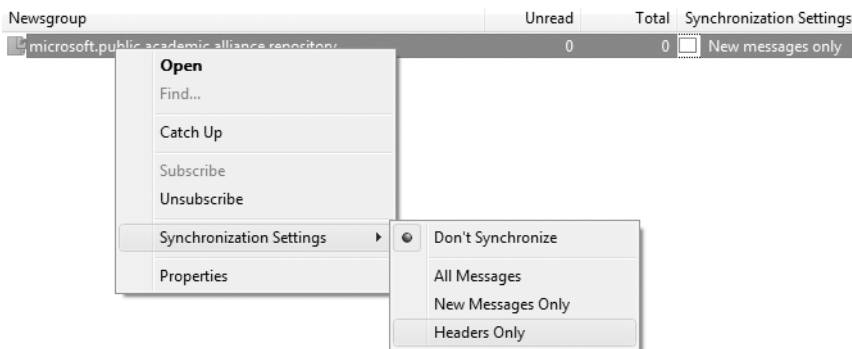 Newsgroup Unread Total Synchronization Settings
microsoft.public.academic.alliance.repository 0 0 New messages only
Open
Find...
Catch Up
Subscribe
Unsubscribe
Synchronization Settings
Don't Synchronize
Properties
All Messages
New Messages Only
Headers Only